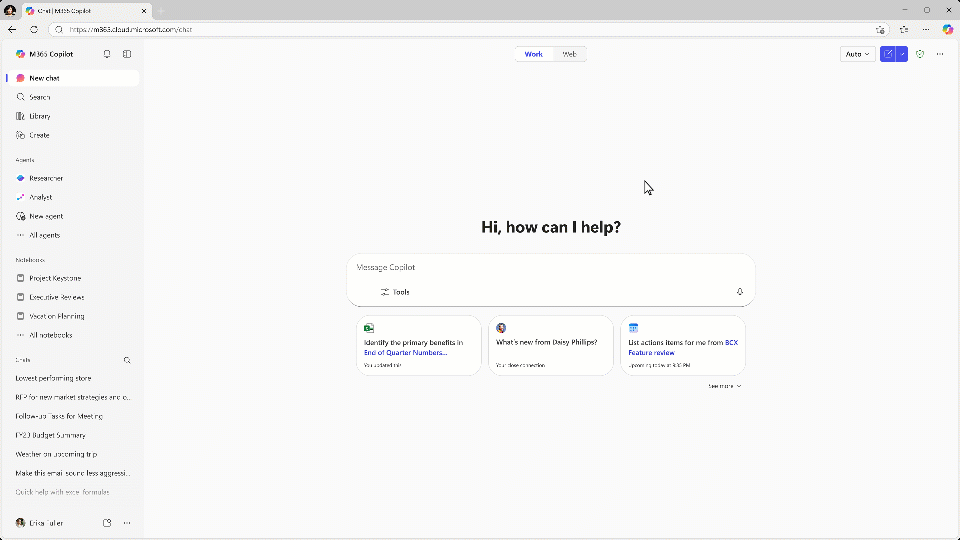 Chat | M365 Copilot
https://m365.cloud.microsoft.com/chat
M365 Copilot
Work
Web
Auto
New chat
Search
Library
Create
Agents
Researcher
Analyst
New agent
All agents
Notebooks
Project Keystone
Executive Reviews
Vacation Planning
All notebooks
Chats
Lowest performing store
RFP for new market strategies and o...
Follow-up Tasks for Meeting
FY23 Budget Summary
Weather on upcoming trip
Make this email sound less aggressi...
Quick help with excel formulas
Erika Fuller
Hi, how can I help?
Message Copilot
Tools
Identify the primary benefits in
End of Quarter Numbers...
You updated this
What's new from Daisy Phillips?
Your close connection
List actions items for me from BCX
Feature review
Upcoming today at 9:35 PM
See more